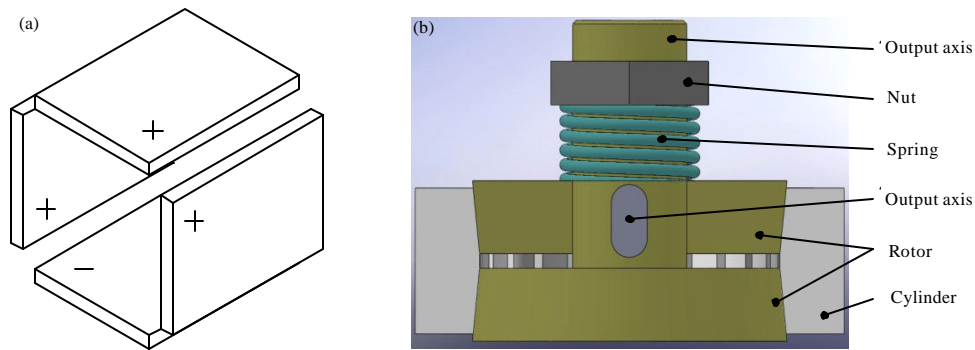 (a)
+
+
+
−
(b)
Output axis
Nut
Spring
Output axis
Rotor
Cylinder